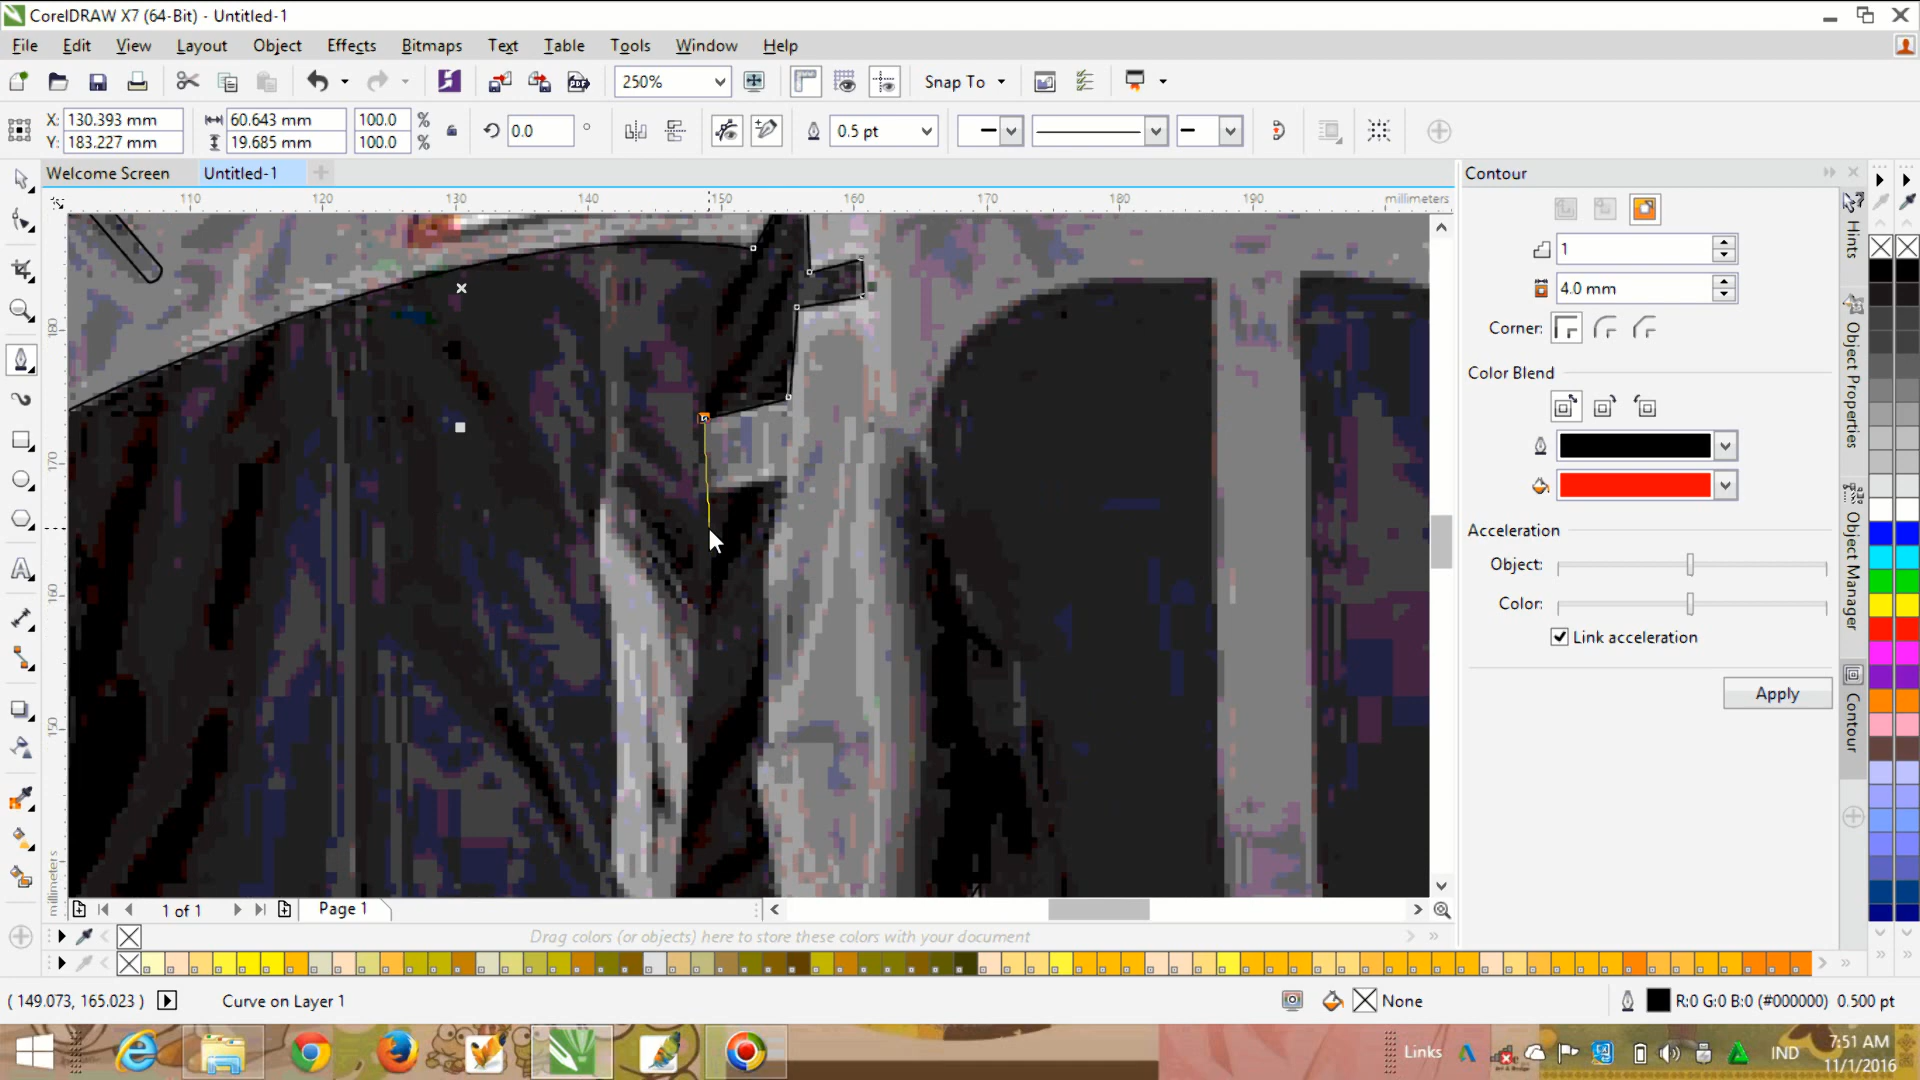 CorelDRAW X7 (64-Bit) - Untitled-1
File Edit View Layout Object Effects Bitmaps Text Table Tools Window Help
PDF 250% Snap To
X: 130.393 mm 60.643 mm 100.0 %
Y: 183.227 mm 19.685 mm 100.0 %
0.0 ° 0.5 pt
Welcome Screen Untitled-1
110 120 130 140 150 160 170 180 190 millimeters
180
170
160
150
millimeters
Contour
1
4.0 mm
Corner:
Color Blend
Acceleration
Object:
Color:
Link acceleration
Apply
Hints
Object Properties
Object Manager
Contour
1 of 1 Page 1
Drag colors (or objects) here to store these colors with your document
( 149.073, 165.023 ) Curve on Layer 1 None R:0 G:0 B:0 (#000000) 0.500 pt
Links IND 7:51 AM
11/1/2016